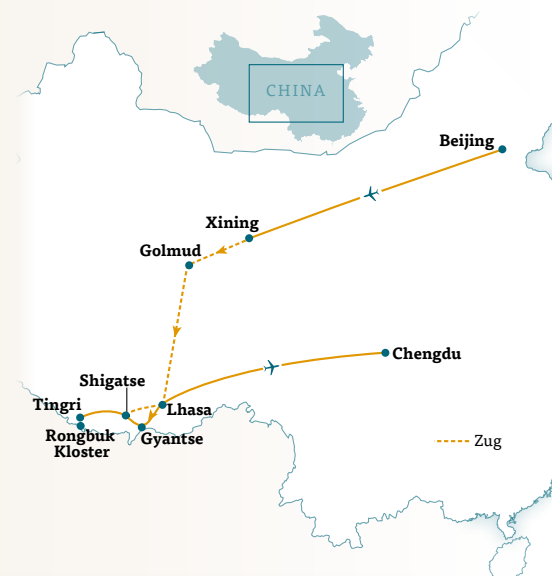 CHINA
Beijing
Xining
Golmud
Chengdu
Shigatse
Tingri
Lhasa
Rongbuk
Kloster
Gyantse
Zug